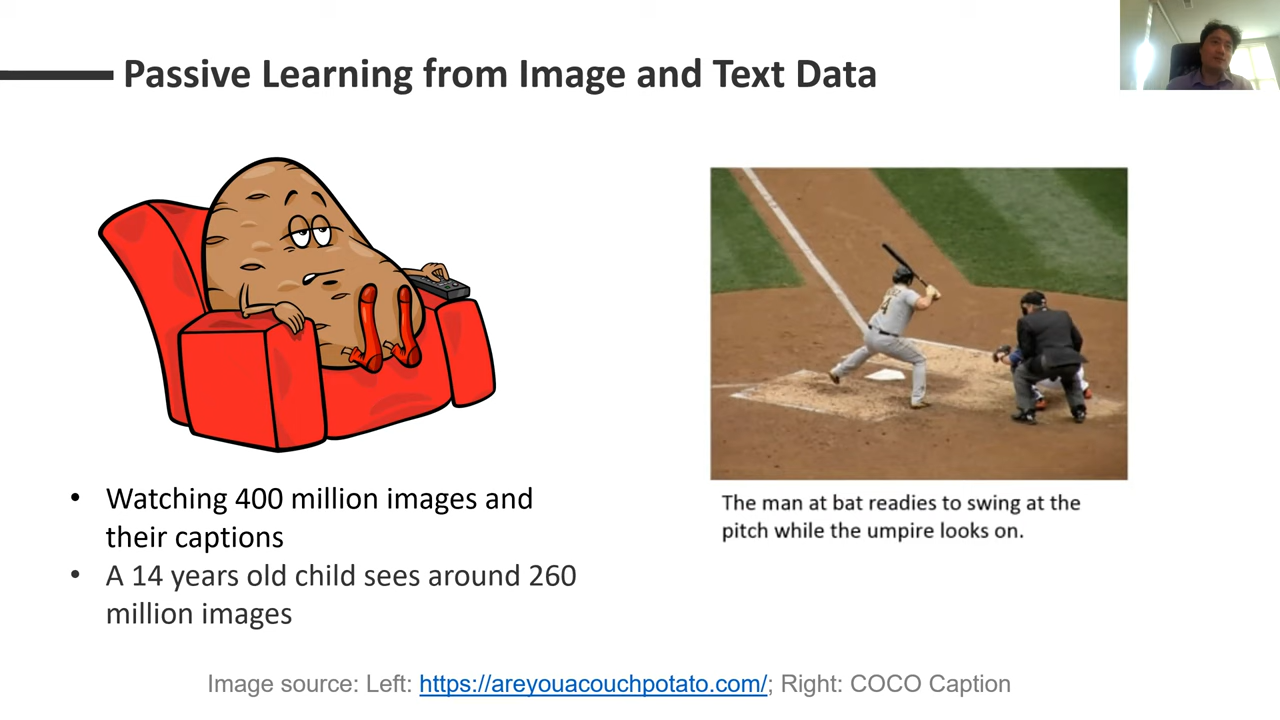 Passive Learning from Image and Text Data
• Watching 400 million images and
their captions
• A 14 years old child sees around 260
million images
The man at bat readies to swing at the
pitch while the umpire looks on.
Image source: Left: https://areyouacouchpotato.com/; Right: COCO Caption